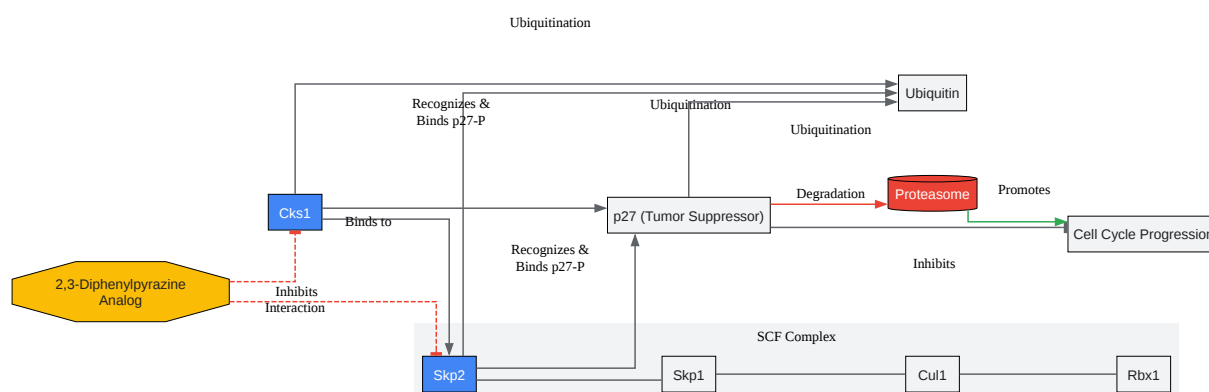 Ubiquitination
Ubiquitin
Recognizes &
Binds p27-P
Ubiquitination
Ubiquitination
Proteasome
Degradation
Promotes
Cks1
Binds to
p27 (Tumor Suppressor)
Cell Cycle Progression
Recognizes &
Binds p27-P
Inhibits
2,3-Diphenylpyrazine
Analog
Inhibits
Interaction
SCF Complex
Skp2
Skp1
Cul1
Rbx1